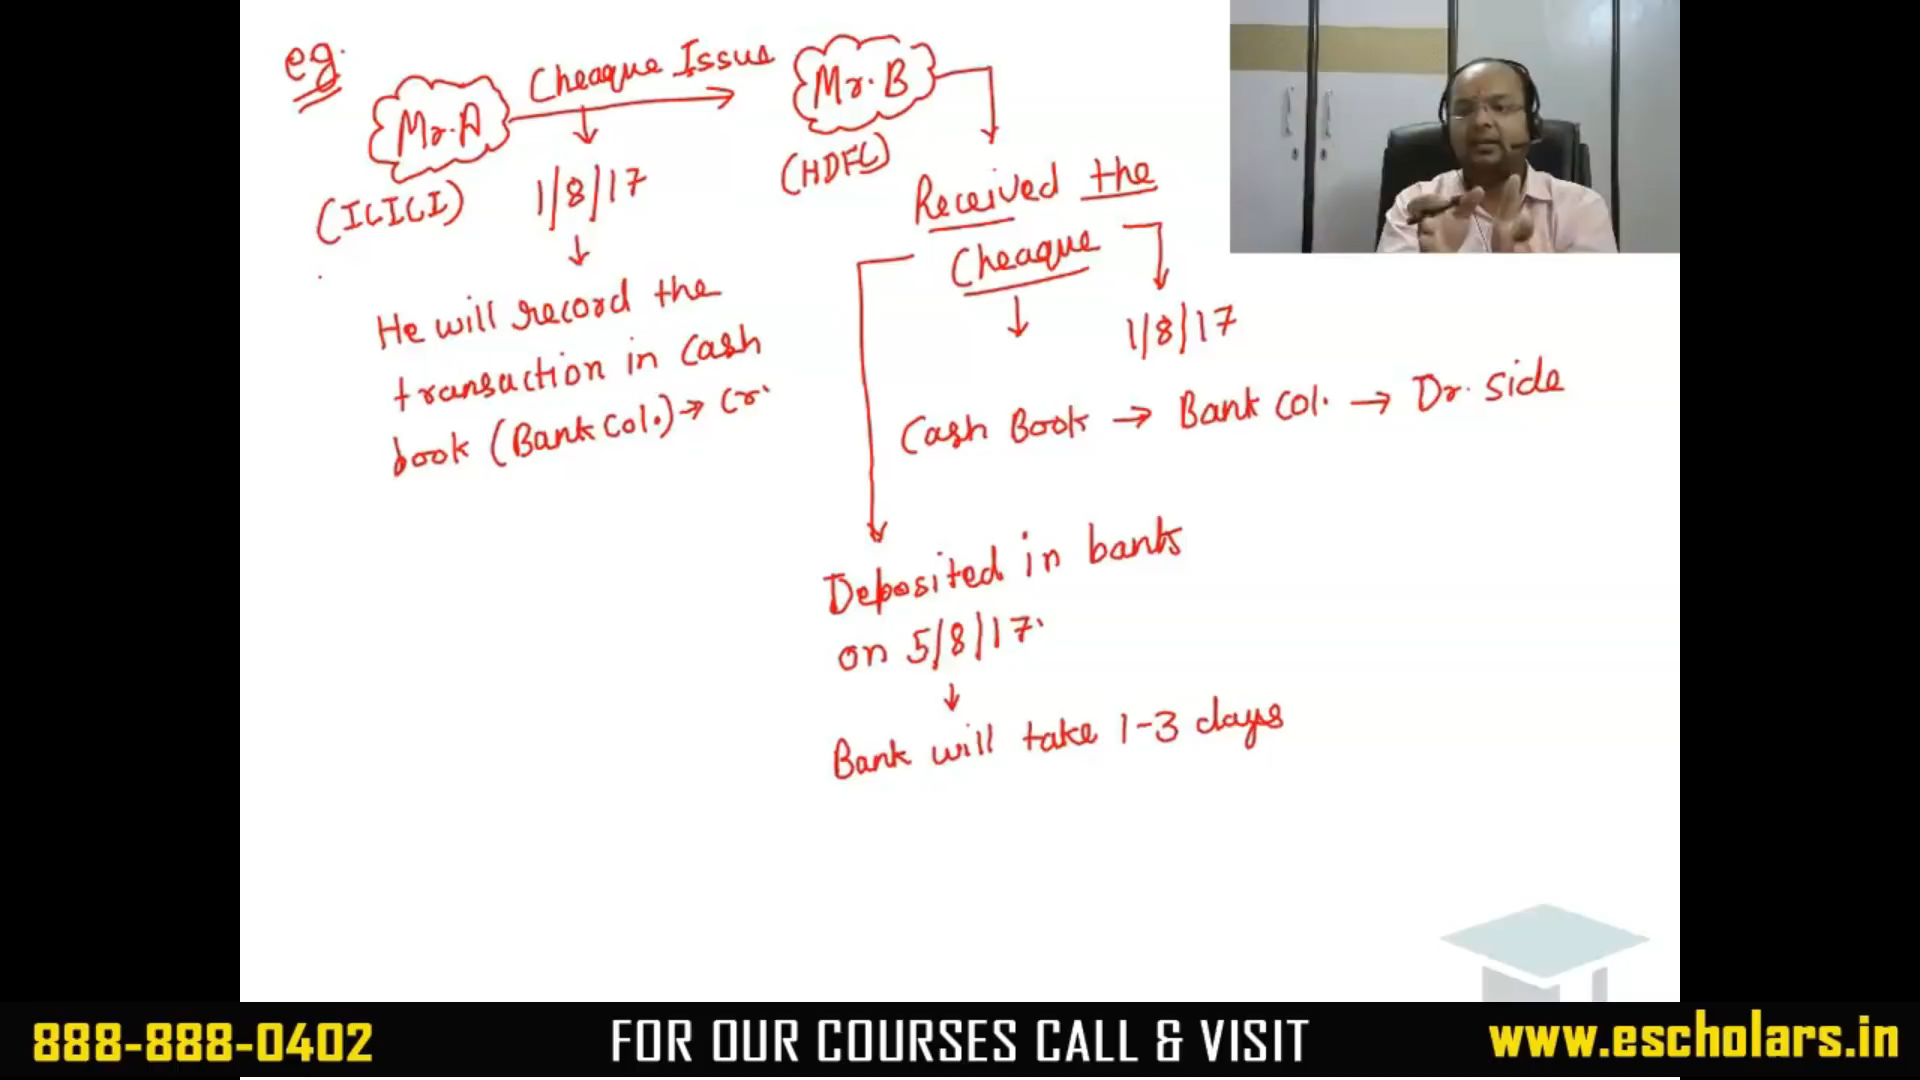 eg.
Mr. A
Cheaque Issue
Mr. B
(ICICI)
1/8/17
(HDFC)
He will record the
transaction in cash
book (Bank Col.) → Cr.
Received the
Cheaque
1/8/17
Cash Book → Bank Col. → Dr. side
Deposited in bank
on 5/8/17.
Bank will take 1-3 days
888-888-0402 FOR OUR COURSES CALL & VISIT www.escholars.in